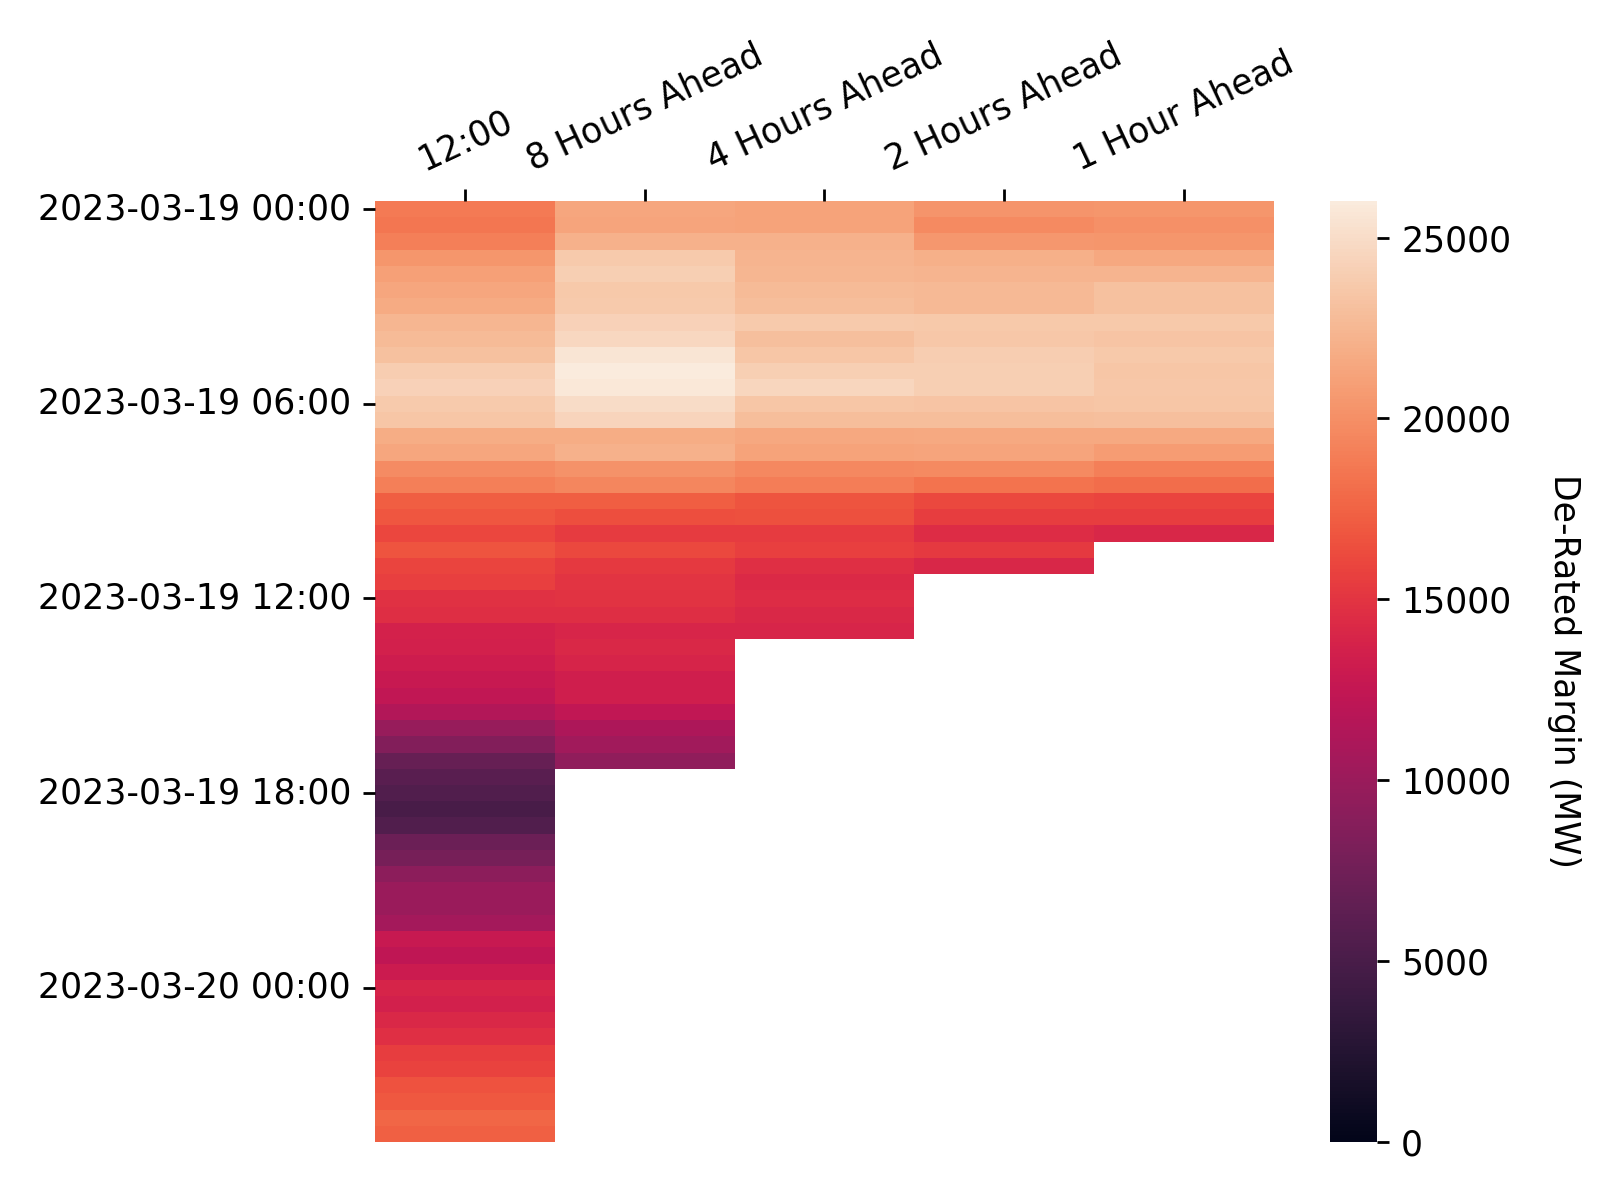 12:00
8 Hours Ahead
4 Hours Ahead
2 Hours Ahead
1 Hour Ahead
2023-03-19 00:00
2023-03-19 06:00
2023-03-19 12:00
2023-03-19 18:00
2023-03-20 00:00
25000
20000
15000
10000
5000
0
De-Rated Margin (MW)